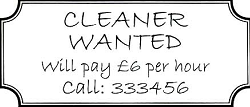 CLEANER
WANTED
Will pay £6 per hour
Call: 333456